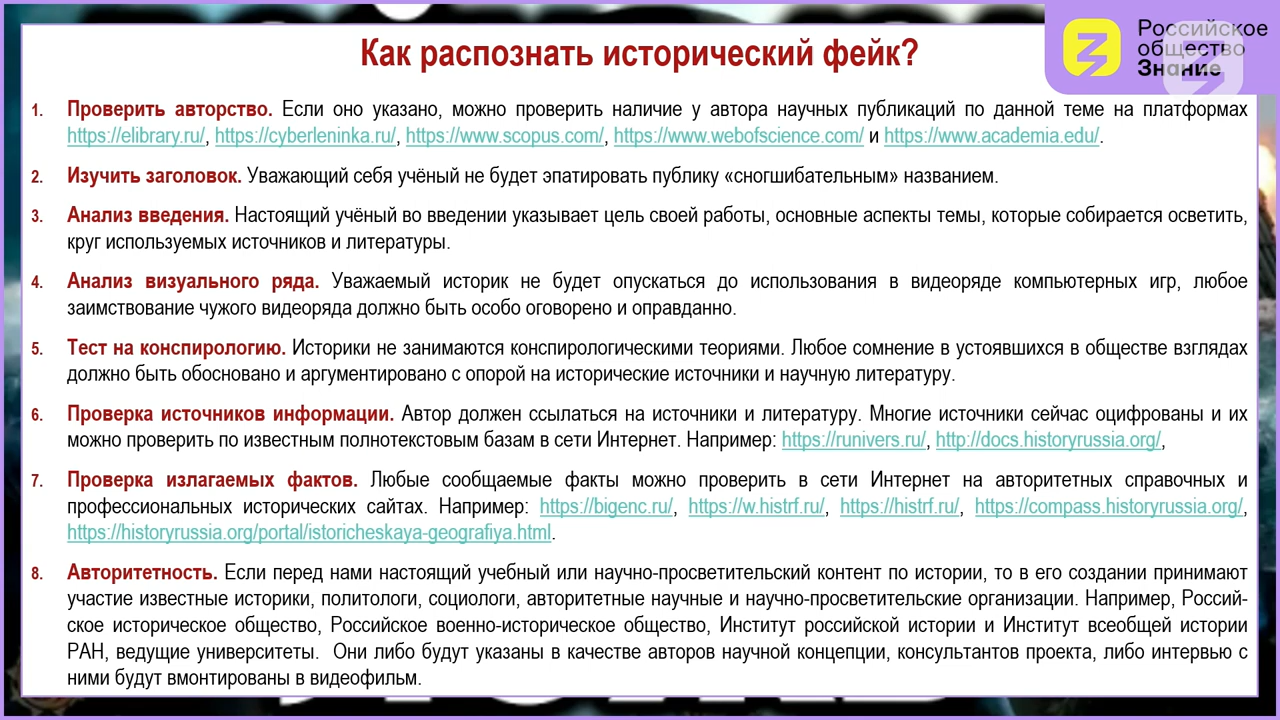 Российское
общество
Знание
Как распознать исторический фейк?
1. Проверить авторство. Если оно указано, можно проверить наличие у автора научных публикаций по данной теме на платформах
https://elibrary.ru/, https://cyberleninka.ru/, https://www.scopus.com/, https://www.webofscience.com/ и https://www.academia.edu/.
2. Изучить заголовок. Уважающий себя учёный не будет эпатировать публику «сногшибательным» названием.
3. Анализ введения. Настоящий учёный во введении указывает цель своей работы, основные аспекты темы, которые собирается осветить,
круг используемых источников и литературы.
4. Анализ визуального ряда. Уважаемый историк не будет опускаться до использования в видеоряде компьютерных игр, любое
заимствование чужого видеоряда должно быть особо оговорено и оправданно.
5. Тест на конспирологию. Историки не занимаются конспирологическими теориями. Любое сомнение в устоявшихся в обществе взглядах
должно быть обосновано и аргументировано с опорой на исторические источники и научную литературу.
6. Проверка источников информации. Автор должен ссылаться на источники и литературу. Многие источники сейчас оцифрованы и их
можно проверить по известным полнотекстовым базам в сети Интернет. Например: https://runivers.ru/, http://docs.historyrussia.org/,
7. Проверка излагаемых фактов. Любые сообщаемые факты можно проверить в сети Интернет на авторитетных справочных и
профессиональных исторических сайтах. Например: https://bigenc.ru/, https://w.histrf.ru/, https://histrf.ru/, https://compass.historyrussia.org/,
https://historyrussia.org/portal/istoricheskaya-geografiya.html.
8. Авторитетность. Если перед нами настоящий учебный или научно-просветительский контент по истории, то в его создании принимают
участие известные историки, политологи, социологи, авторитетные научные и научно-просветительские организации. Например, Россий-
ское историческое общество, Российское военно-историческое общество, Институт российской истории и Институт всеобщей истории
РАН, ведущие университеты. Они либо будут указаны в качестве авторов научной концепции, консультантов проекта, либо интервью с
ними будут вмонтированы в видеофильм.